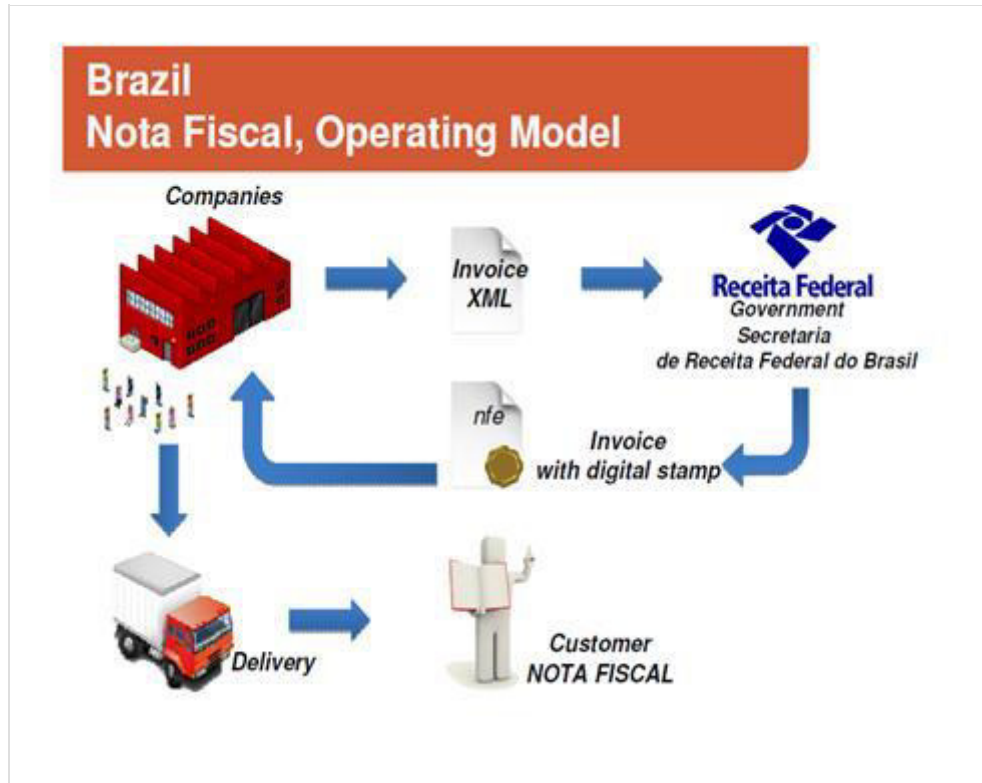 Brazil
Nota Fiscal, Operating Model
Companies
Invoice
XML
Receita Federal
Government
Secretaria
de Receita Federal do Brasil
nfe
Invoice
with digital stamp
Delivery
Customer
NOTA FISCAL